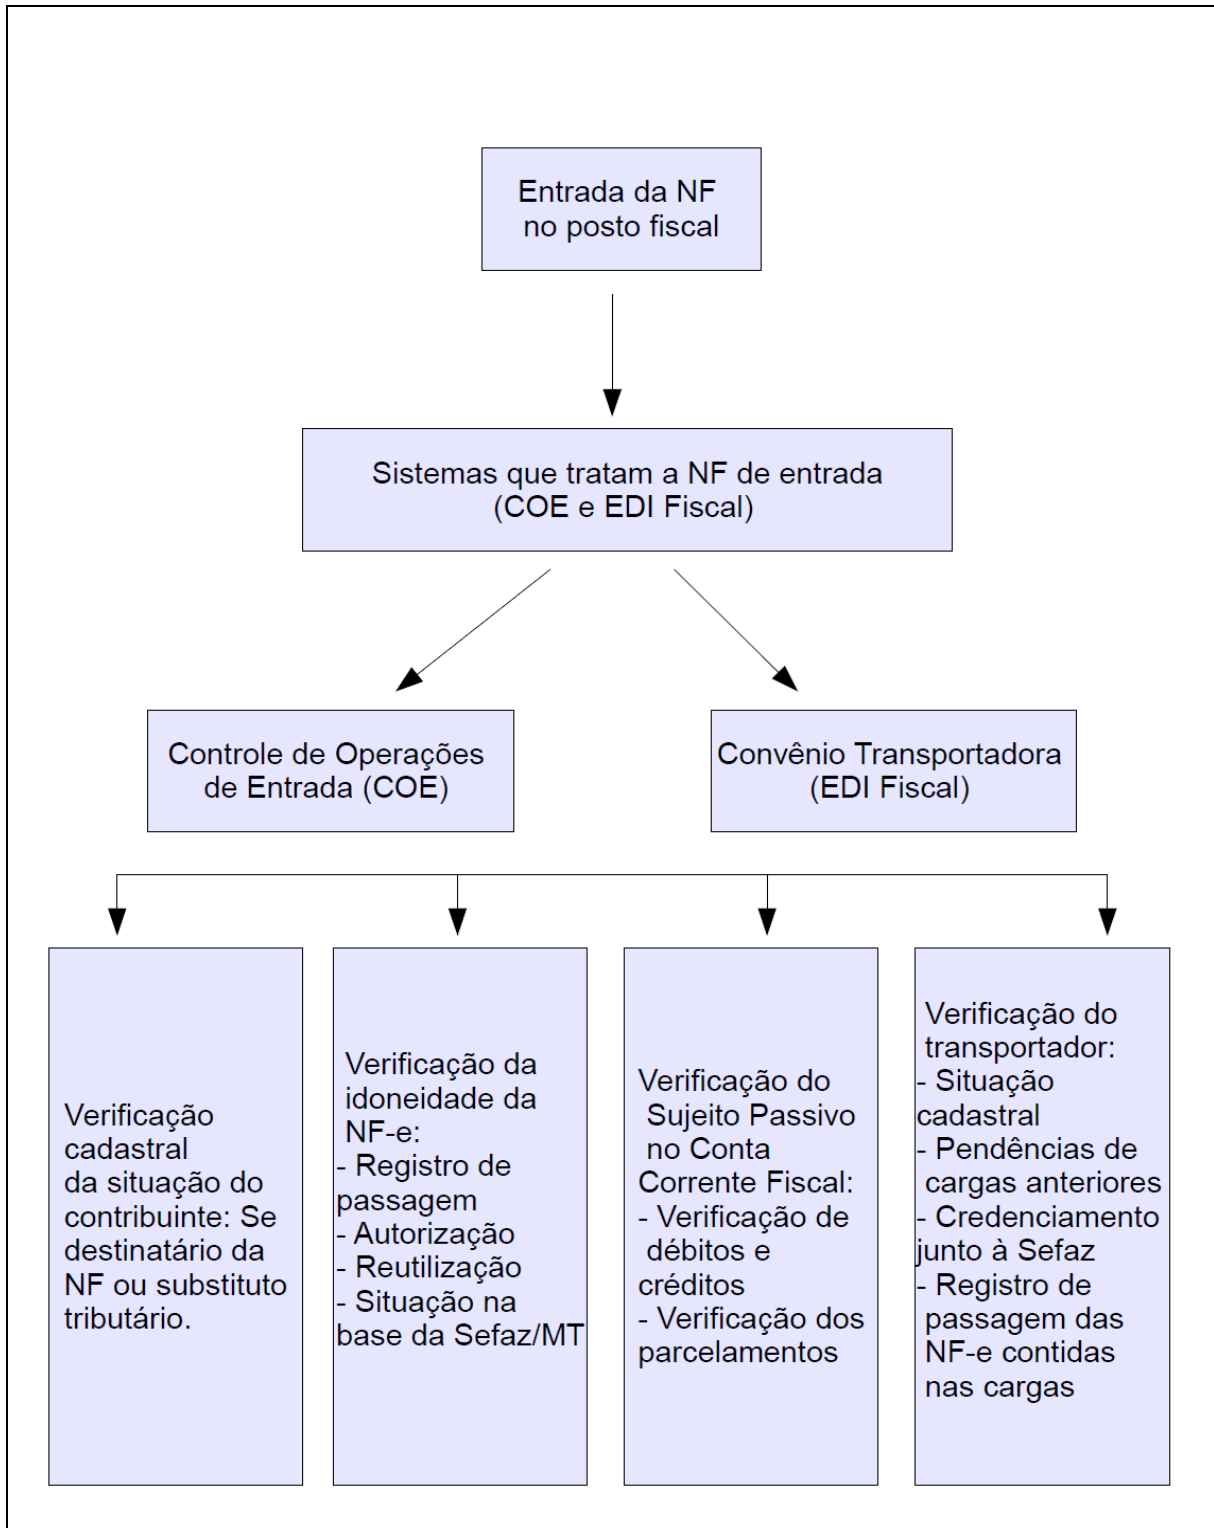 Entrada da NF
no posto fiscal
Sistemas que tratam a NF de entrada
(COE e EDI Fiscal)
Controle de Operações
de Entrada (COE)
Convênio Transportadora
(EDI Fiscal)
Verificação
cadastral
da situação do
contribuinte: Se
destinatário da
NF ou substituto
tributário.
Verificação da
idoneidade da
NF-e:
- Registro de
passagem
- Autorização
- Reutilização
- Situação na
base da Sefaz/MT
Verificação do
Sujeito Passivo
no Conta
Corrente Fiscal:
- Verificação de
débitos e
créditos
- Verificação dos
parcelamentos
Verificação do
transportador:
- Situação
cadastral
- Pendências de
cargas anteriores
- Credenciamento
junto à Sefaz
- Registro de
passagem das
NF-e contidas
nas cargas